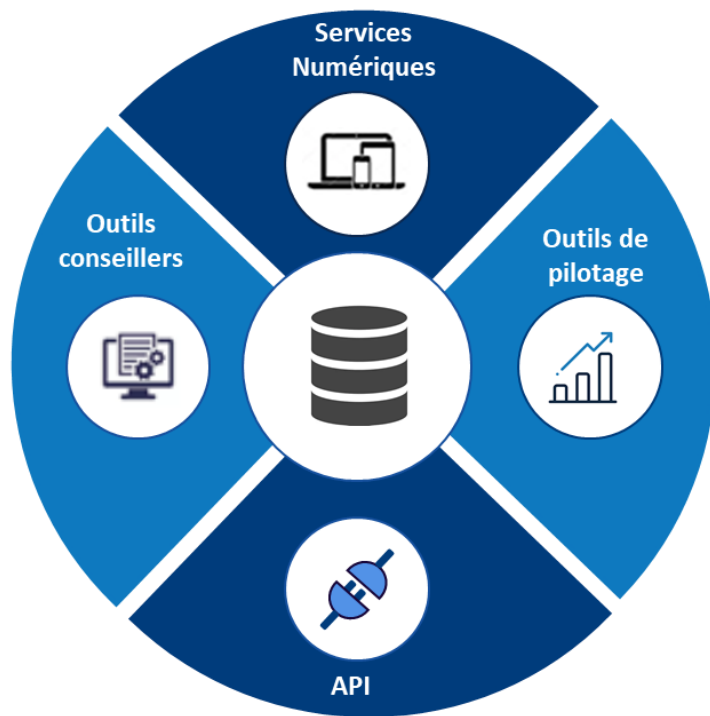 Services
Numériques
Outils
conseillers
Outils de
pilotage
API